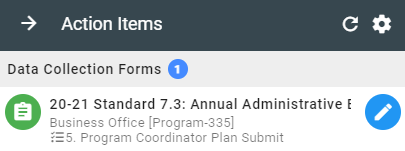 Action Items
Data Collection Forms 1
20-21 Standard 7.3: Annual Administrative
Business Office [Program-335]
5. Program Coordinator Plan Submit